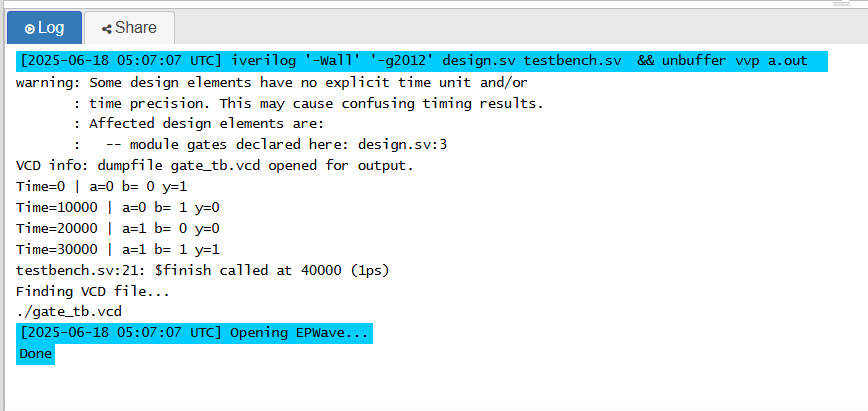 Log
Share
[2025-06-18 05:07:07 UTC] iverilog '-Wall' '-g2012' design.sv testbench.sv  && unbuffer vvp a.out
warning: Some design elements have no explicit time unit and/or
       : time precision. This may cause confusing timing results.
       : Affected design elements are:
       :   -- module gates declared here: design.sv:3
VCD info: dumpfile gate_tb.vcd opened for output.
Time=0 | a=0 b= 0 y=1
Time=10000 | a=0 b= 1 y=0
Time=20000 | a=1 b= 0 y=0
Time=30000 | a=1 b= 1 y=1
testbench.sv:21: $finish called at 40000 (1ps)
Finding VCD file...
./gate_tb.vcd
[2025-06-18 05:07:07 UTC] Opening EPWave...
Done